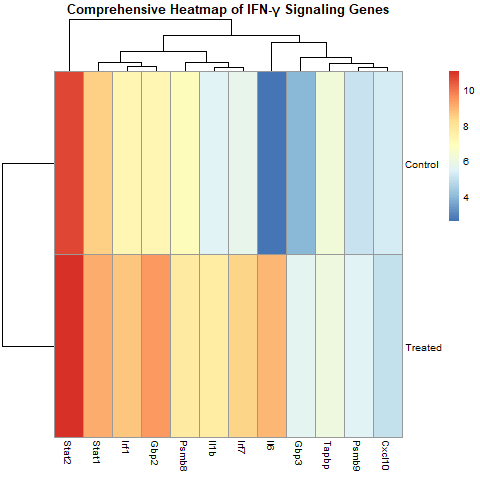 Comprehensive Heatmap of IFN-γ Signaling Genes
10
8
6
4
Control
Treated
Stat2
Stat1
Irf1
Gbp2
Psmb8
Il1b
Irf7
Il6
Gbp3
Tapbp
Psmb9
Cxcl10